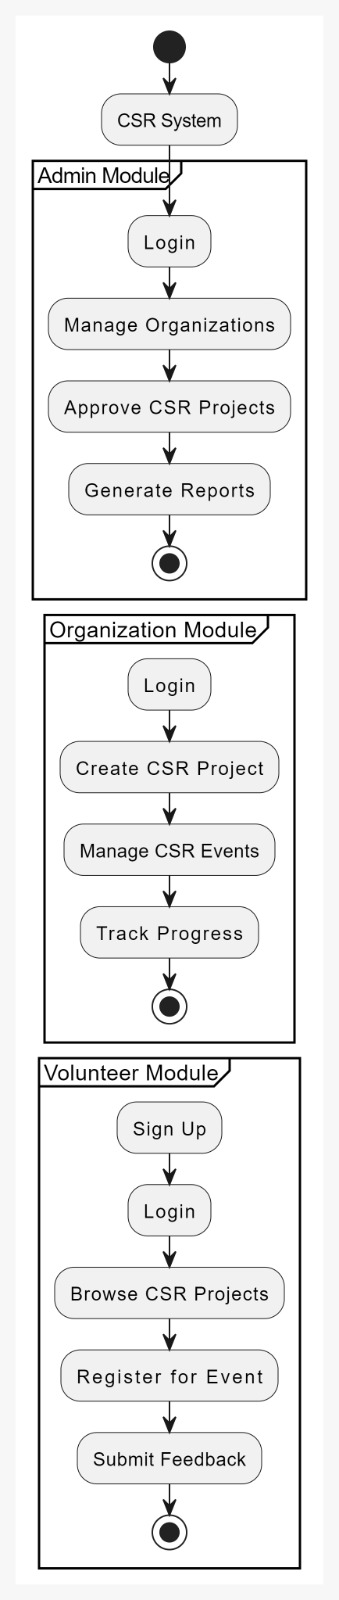 CSR System
Admin Module
Login
Manage Organizations
Approve CSR Projects
Generate Reports
Organization Module
Login
Create CSR Project
Manage CSR Events
Track Progress
Volunteer Module
Sign Up
Login
Browse CSR Projects
Register for Event
Submit Feedback